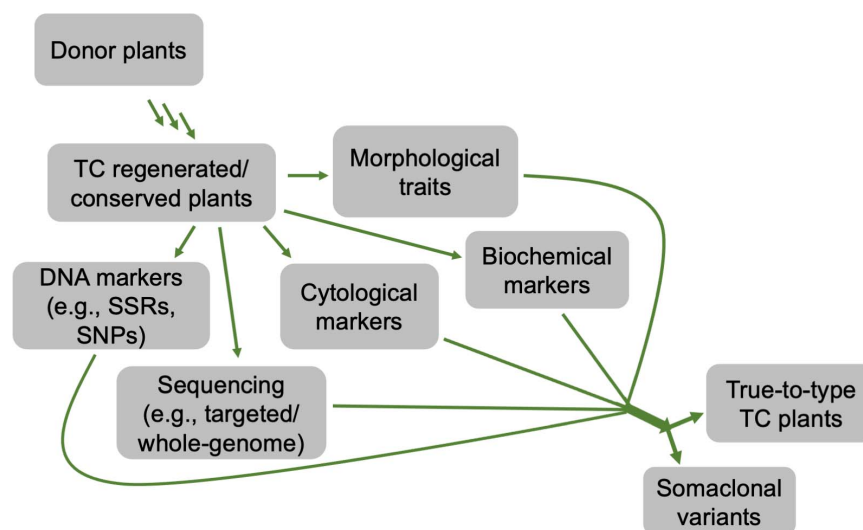 Donor plants
TC regenerated/
conserved plants
Morphological
traits
Biochemical
markers
DNA markers
(e.g., SSRs,
SNPs)
Cytological
markers
Sequencing
(e.g., targeted/
whole-genome)
True-to-type
TC plants
Somaclonal
variants